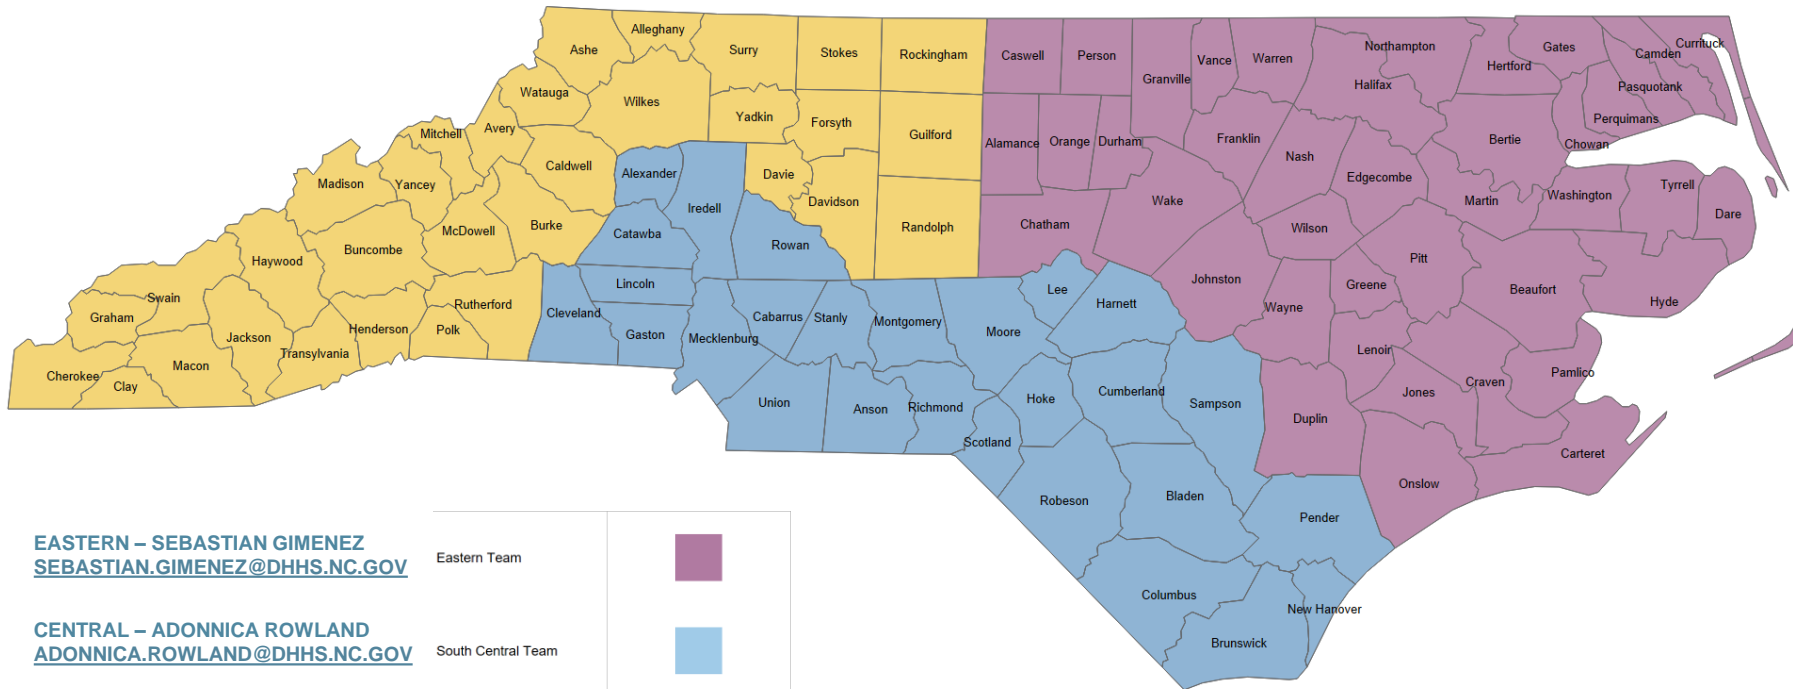 Alleghany
Ashe
Surry
Stokes
Rockingham
Caswell
Person
Granville
Vance
Warren
Northampton
Halifax
Hertford
Gates
Camden
Currituck
Pasquotank
Perquimans
Chowan
Bertie
Watauga
Wilkes
Yadkin
Forsyth
Guilford
Alamance
Orange
Durham
Franklin
Nash
Edgecombe
Martin
Washington
Tyrrell
Dare
Mitchell
Avery
Caldwell
Alexander
Davie
Davidson
Iredell
Madison
Yancey
Burke
Catawba
Rowan
Randolph
Chatham
Wake
Wilson
Pitt
Beaufort
Hyde
Buncombe
McDowell
Haywood
Swain
Graham
Rutherford
Lincoln
Cleveland
Gaston
Mecklenburg
Cabarrus
Stanly
Montgomery
Moore
Lee
Harnett
Johnston
Wayne
Greene
Lenoir
Jones
Craven
Pamlico
Carteret
Onslow
Duplin
Sampson
Cumberland
Hoke
Scotland
Richmond
Anson
Union
Polk
Henderson
Transylvania
Jackson
Macon
Cherokee
Clay
Robeson
Bladen
Pender
Columbus
New Hanover
Brunswick
EASTERN – SEBASTIAN GIMENEZ
SEBASTIAN.GIMENEZ@DHHS.NC.GOV
Eastern Team
CENTRAL – ADONNICA ROWLAND
ADONNICA.ROWLAND@DHHS.NC.GOV
South Central Team